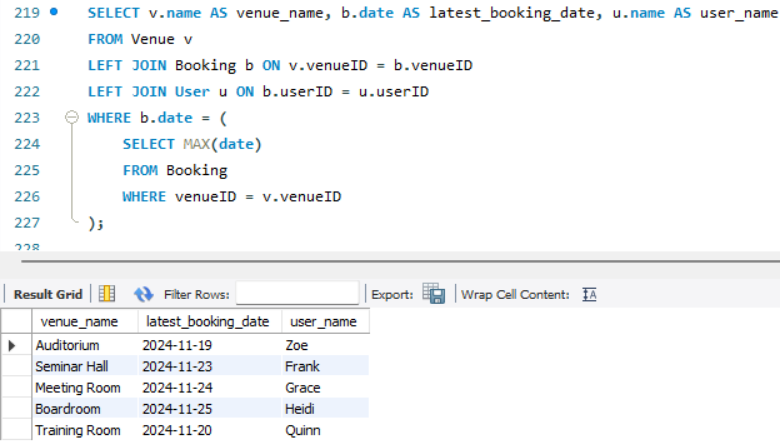 219 SELECT v.name AS venue_name, b.date AS latest_booking_date, u.name AS user_name
220 FROM Venue v
221 LEFT JOIN Booking b ON v.venueID = b.venueID
222 LEFT JOIN User u ON b.userID = u.userID
223 WHERE b.date = (
224 SELECT MAX(date)
225 FROM Booking
226 WHERE venueID = v.venueID
227 );
228
Result Grid Filter Rows: Export: Wrap Cell Content:
venue_name latest_booking_date user_name
Auditorium 2024-11-19 Zoe
Seminar Hall 2024-11-23 Frank
Meeting Room 2024-11-24 Grace
Boardroom 2024-11-25 Heidi
Training Room 2024-11-20 Quinn